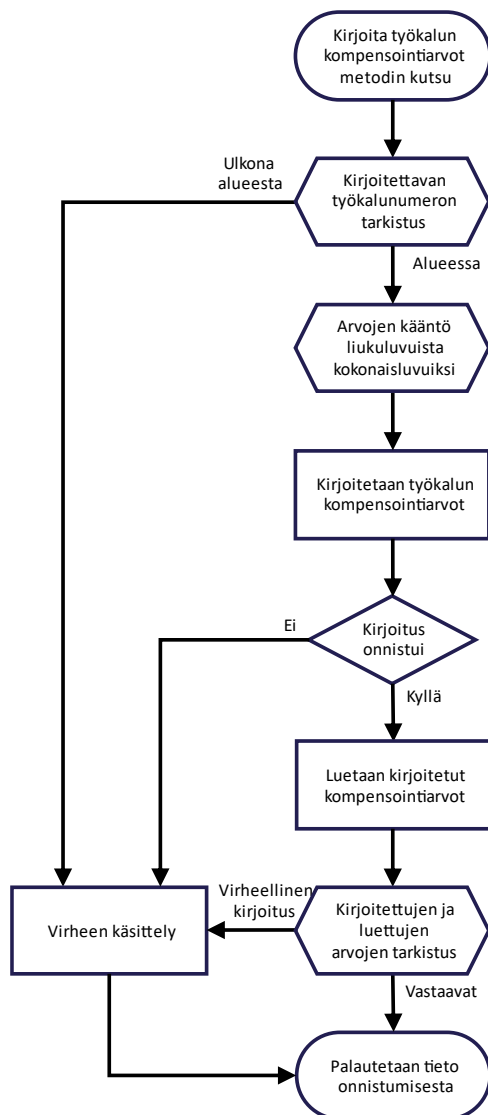 Kirjoita työkalun
kompensointiarvot
metodin kutsu
Ulkona
alueesta
Kirjoitettavan
työkalunumeron
tarkistus
Alueessa
Arvojen kääntö
liukuluvuista
kokonaisluvuiksi
Kirjoitetaan työkalun
kompensointiarvot
Ei
Kirjoitus
onnistui
Kyllä
Luetaan kirjoitetut
kompensointiarvot
Virheellinen
kirjoitus
Virheen käsittely
Kirjoitettujen ja
luettujen
arvojen tarkistus
Vastaavat
Palautetaan tieto
onnistumisesta